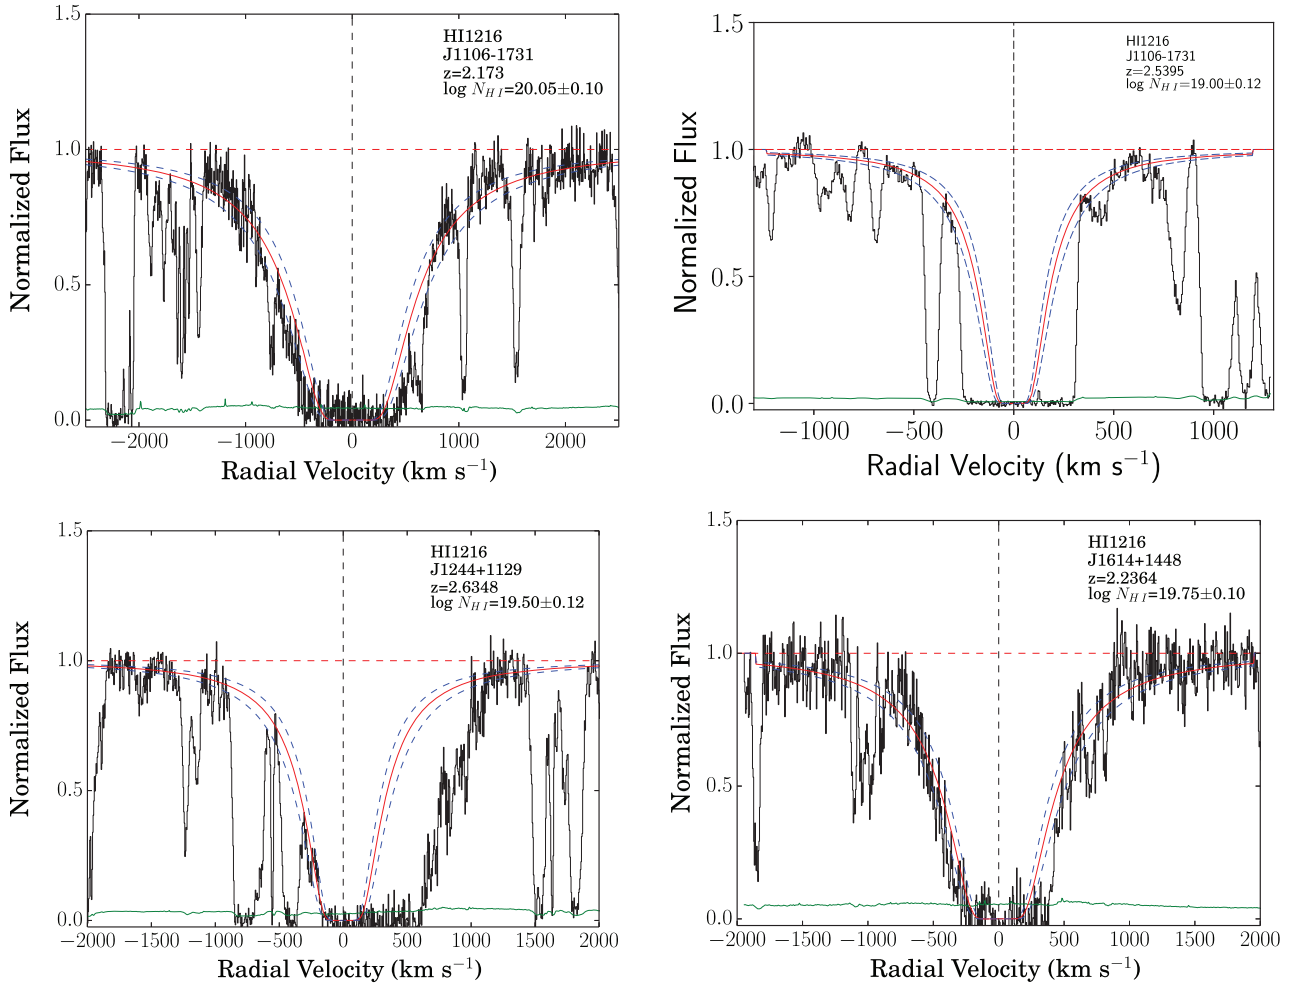 1.5
HI1216
J1106-1731
z=2.173
log N_HI=20.05±0.10
1.0
0.5
0.0
Normalized Flux
−2000 −1000 0 1000 2000
Radial Velocity (km s⁻¹)
1.5
HI1216
J1106-1731
z=2.5395
log N_HI=19.00±0.12
1.0
0.5
0.0
Normalized Flux
−1000 −500 0 500 1000
Radial Velocity (km s⁻¹)
1.5
HI1216
J1244+1129
z=2.6348
log N_HI=19.50±0.12
1.0
0.5
0.0
Normalized Flux
−2000 −1500 −1000 −500 0 500 1000 1500 2000
Radial Velocity (km s⁻¹)
1.5
HI1216
J1614+1448
z=2.2364
log N_HI=19.75±0.10
1.0
0.5
0.0
Normalized Flux
−2000 −1500 −1000 −500 0 500 1000 1500 2000
Radial Velocity (km s⁻¹)